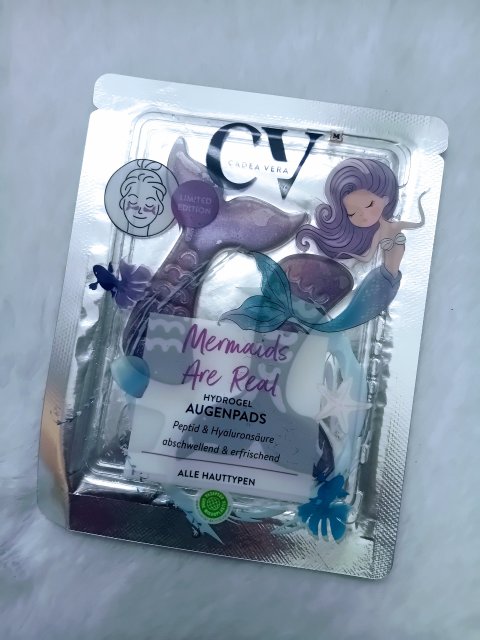 CV
CADEA VERA
LIMITED
EDITION
Mermaids
Are Real
HYDROGEL
AUGENPADS
Peptid & Hyaluronsäure
abschwellend & erfrischend
ALLE HAUTTYPEN